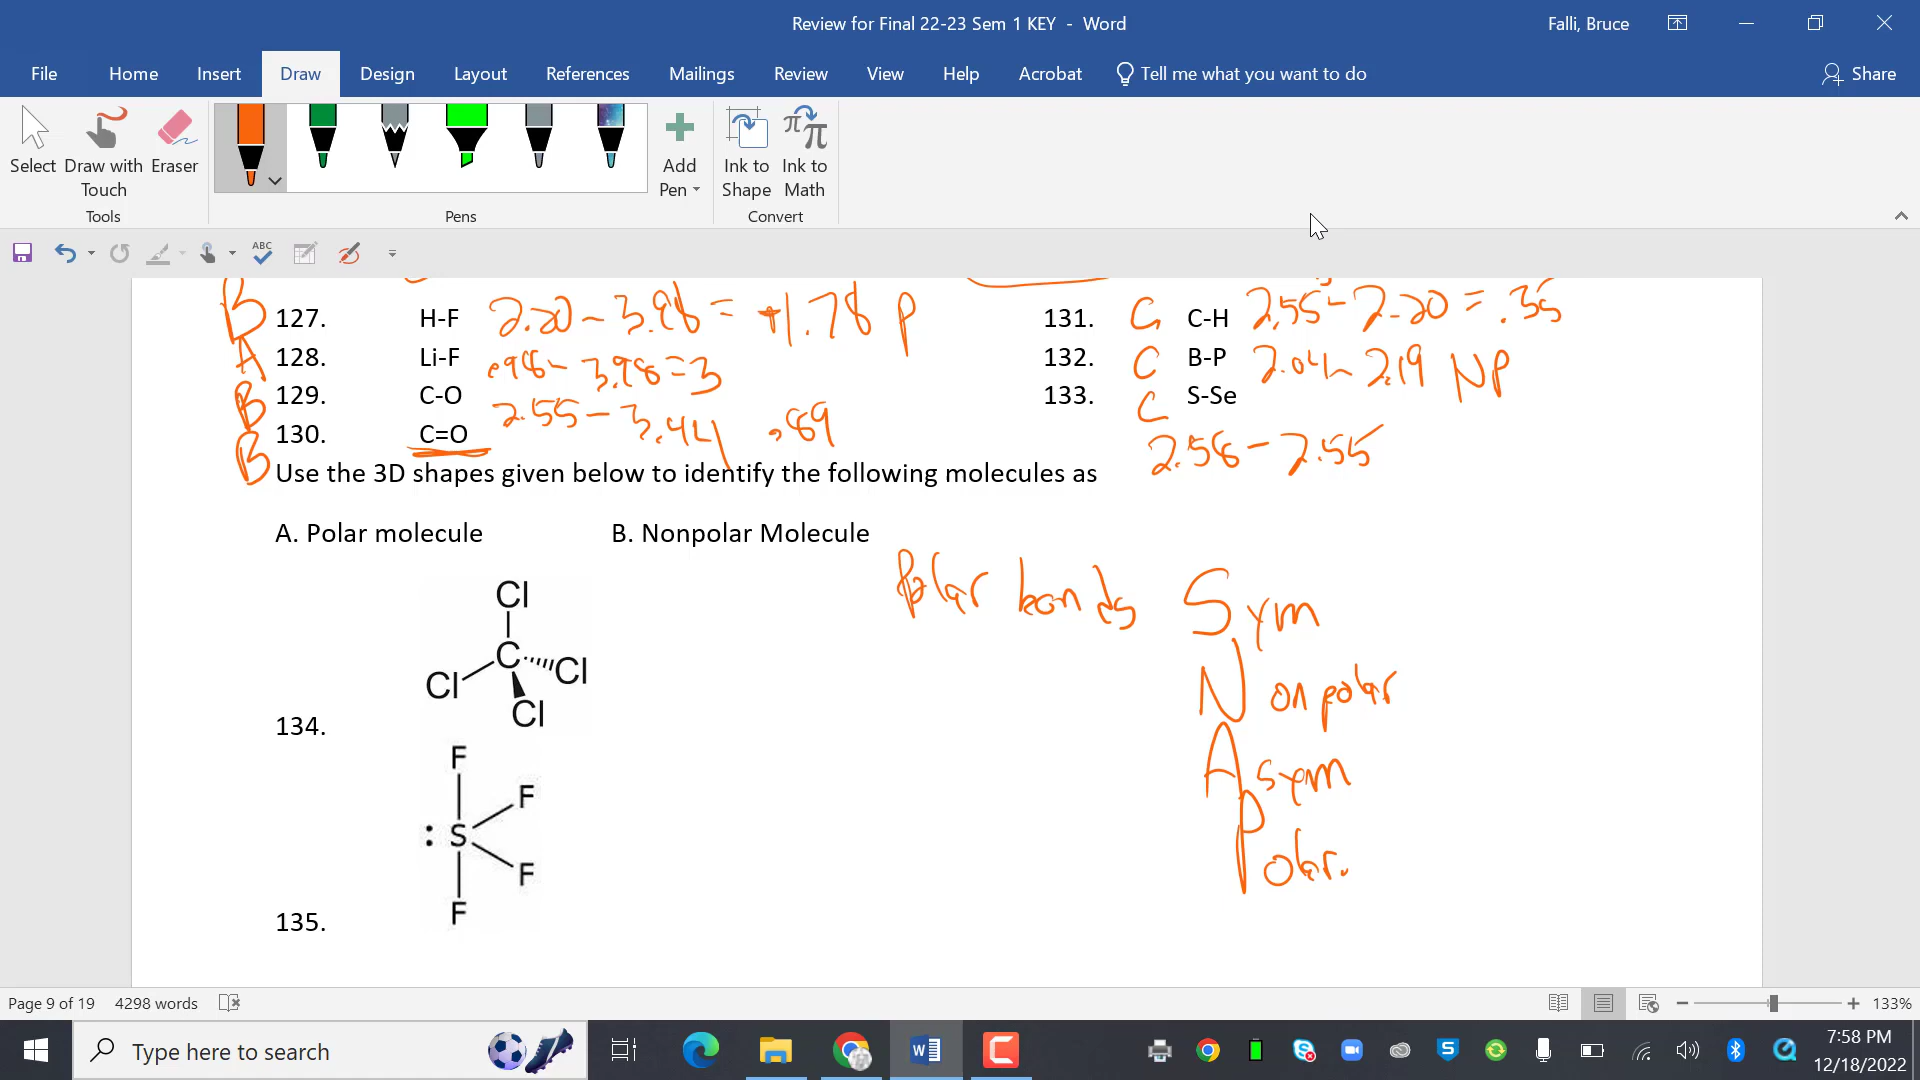 Review for Final 22-23 Sem 1 KEY - Word
Falli, Bruce
File Home Insert Draw Design Layout References Mailings Review View Help Acrobat Tell me what you want to do Share
Select Draw with Touch Eraser
Add Pen
Ink to Shape Ink to Math
Tools Pens Convert
ABC
B 127. H-F 2.20 - 3.98 = 1.78 P
A 128. Li-F .98 - 3.98 = 3
B 129. C-O 2.55 - 3.44 .89
B 130. C=O
131. C C-H 2.55 - 2.20 = .35
132. C B-P 2.04 - 2.19 NP
133. C S-Se
2.58 - 2.55
Use the 3D shapes given below to identify the following molecules as
A. Polar molecule B. Nonpolar Molecule
Polar bonds Sym
Nonpolar
Asym
Polar.
Cl
C
Cl Cl
Cl
134.
F
F
: S
F
F
135.
Page 9 of 19 4298 words 133%
Type here to search
7:58 PM
12/18/2022